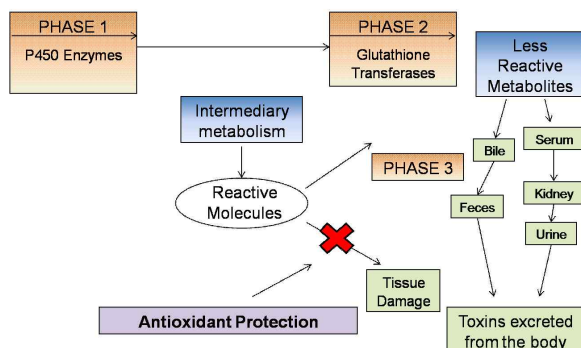 PHASE 1
P450 Enzymes
PHASE 2
Glutathione
Transferases
Less
Reactive
Metabolites
Intermediary
metabolism
Reactive
Molecules
PHASE 3
Bile
Feces
Serum
Kidney
Urine
Tissue
Damage
Antioxidant Protection
Toxins excreted
from the body